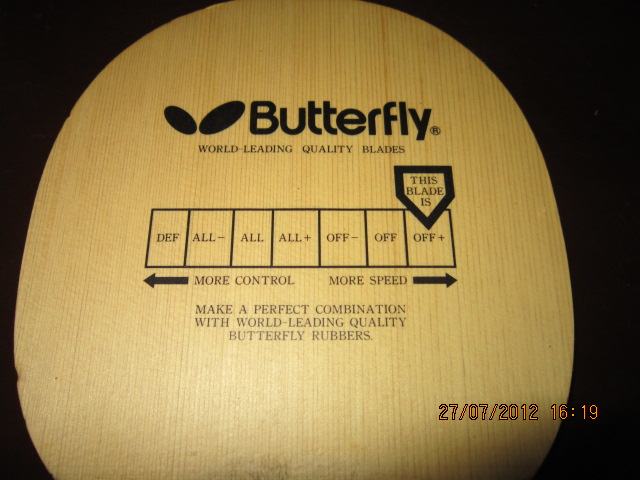 Butterfly®
WORLD-LEADING QUALITY BLADES
THIS
BLADE
IS
DEF ALL- ALL ALL+ OFF- OFF OFF+
MORE CONTROL MORE SPEED
MAKE A PERFECT COMBINATION
WITH WORLD-LEADING QUALITY
BUTTERFLY RUBBERS.
27/07/2012 16:19